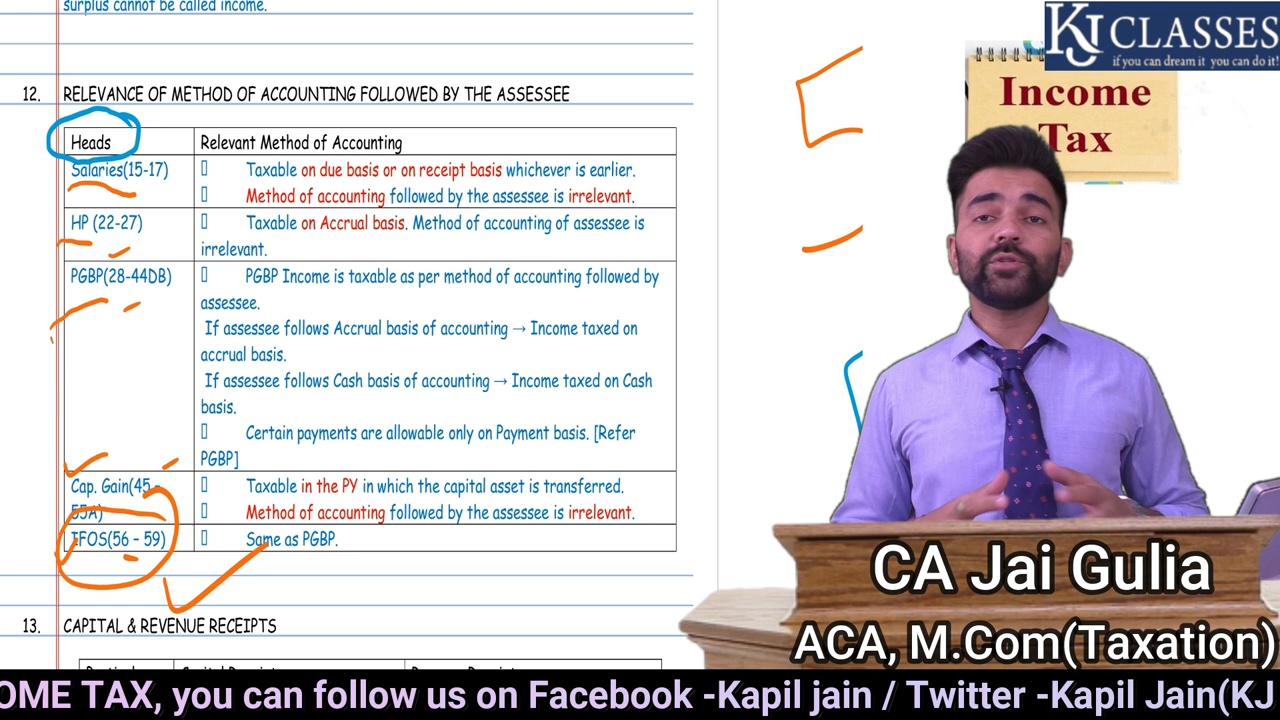 surplus cannot be called income.
12. RELEVANCE OF METHOD OF ACCOUNTING FOLLOWED BY THE ASSESSEE
Heads Relevant Method of Accounting
Salaries(15-17) Taxable on due basis or on receipt basis whichever is earlier.
Method of accounting followed by the assessee is irrelevant.
HP (22-27) Taxable on Accrual basis. Method of accounting of assessee is
irrelevant.
PGBP(28-44DB) PGBP Income is taxable as per method of accounting followed by
assessee.
If assessee follows Accrual basis of accounting → Income taxed on
accrual basis.
If assessee follows Cash basis of accounting → Income taxed on Cash
basis.
Certain payments are allowable only on Payment basis. [Refer
PGBP]
Cap. Gain(45 - Taxable in the PY in which the capital asset is transferred.
55A) Method of accounting followed by the assessee is irrelevant.
IFOS(56 – 59) Same as PGBP.
13. CAPITAL & REVENUE RECEIPTS
KJ CLASSES
if you can dream it you can do it!
Income
Tax
CA Jai Gulia
ACA, M.Com(Taxation)
OME TAX, you can follow us on Facebook -Kapil jain / Twitter -Kapil Jain(KJ